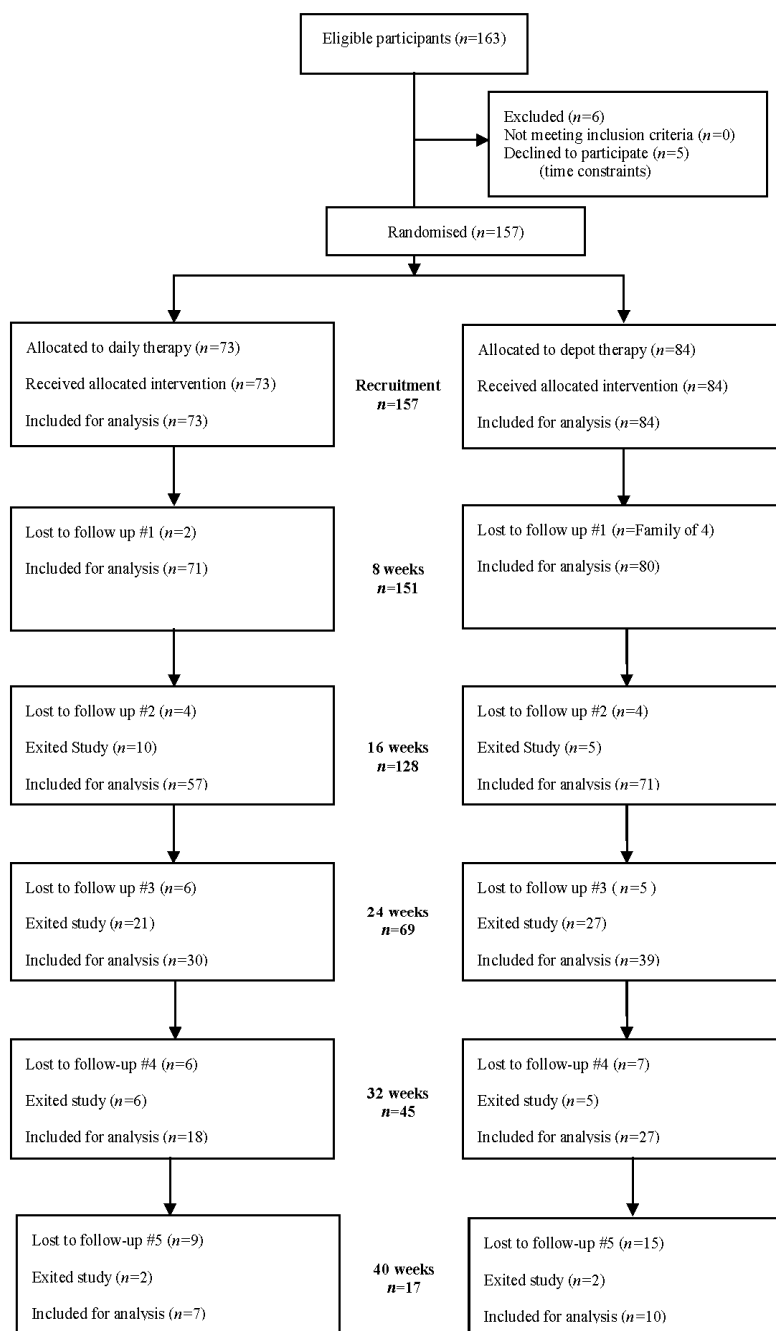 Eligible participants (n=163)
Excluded (n=6)
Not meeting inclusion criteria (n=0)
Declined to participate (n=5)
(time constraints)
Randomised (n=157)
Allocated to daily therapy (n=73)
Received allocated intervention (n=73)
Included for analysis (n=73)
Recruitment
n=157
Allocated to depot therapy (n=84)
Received allocated intervention (n=84)
Included for analysis (n=84)
Lost to follow up #1 (n=2)
Included for analysis (n=71)
8 weeks
n=151
Lost to follow up #1 (n=Family of 4)
Included for analysis (n=80)
Lost to follow up #2 (n=4)
Exited Study (n=10)
Included for analysis (n=57)
16 weeks
n=128
Lost to follow up #2 (n=4)
Exited Study (n=5)
Included for analysis (n=71)
Lost to follow up #3 (n=6)
Exited study (n=21)
Included for analysis (n=30)
24 weeks
n=69
Lost to follow up #3 ( n=5 )
Exited study (n=27)
Included for analysis (n=39)
Lost to follow-up #4 (n=6)
Exited study (n=6)
Included for analysis (n=18)
32 weeks
n=45
Lost to follow-up #4 (n=7)
Exited study (n=5)
Included for analysis (n=27)
Lost to follow-up #5 (n=9)
Exited study (n=2)
Included for analysis (n=7)
40 weeks
n=17
Lost to follow-up #5 (n=15)
Exited study (n=2)
Included for analysis (n=10)